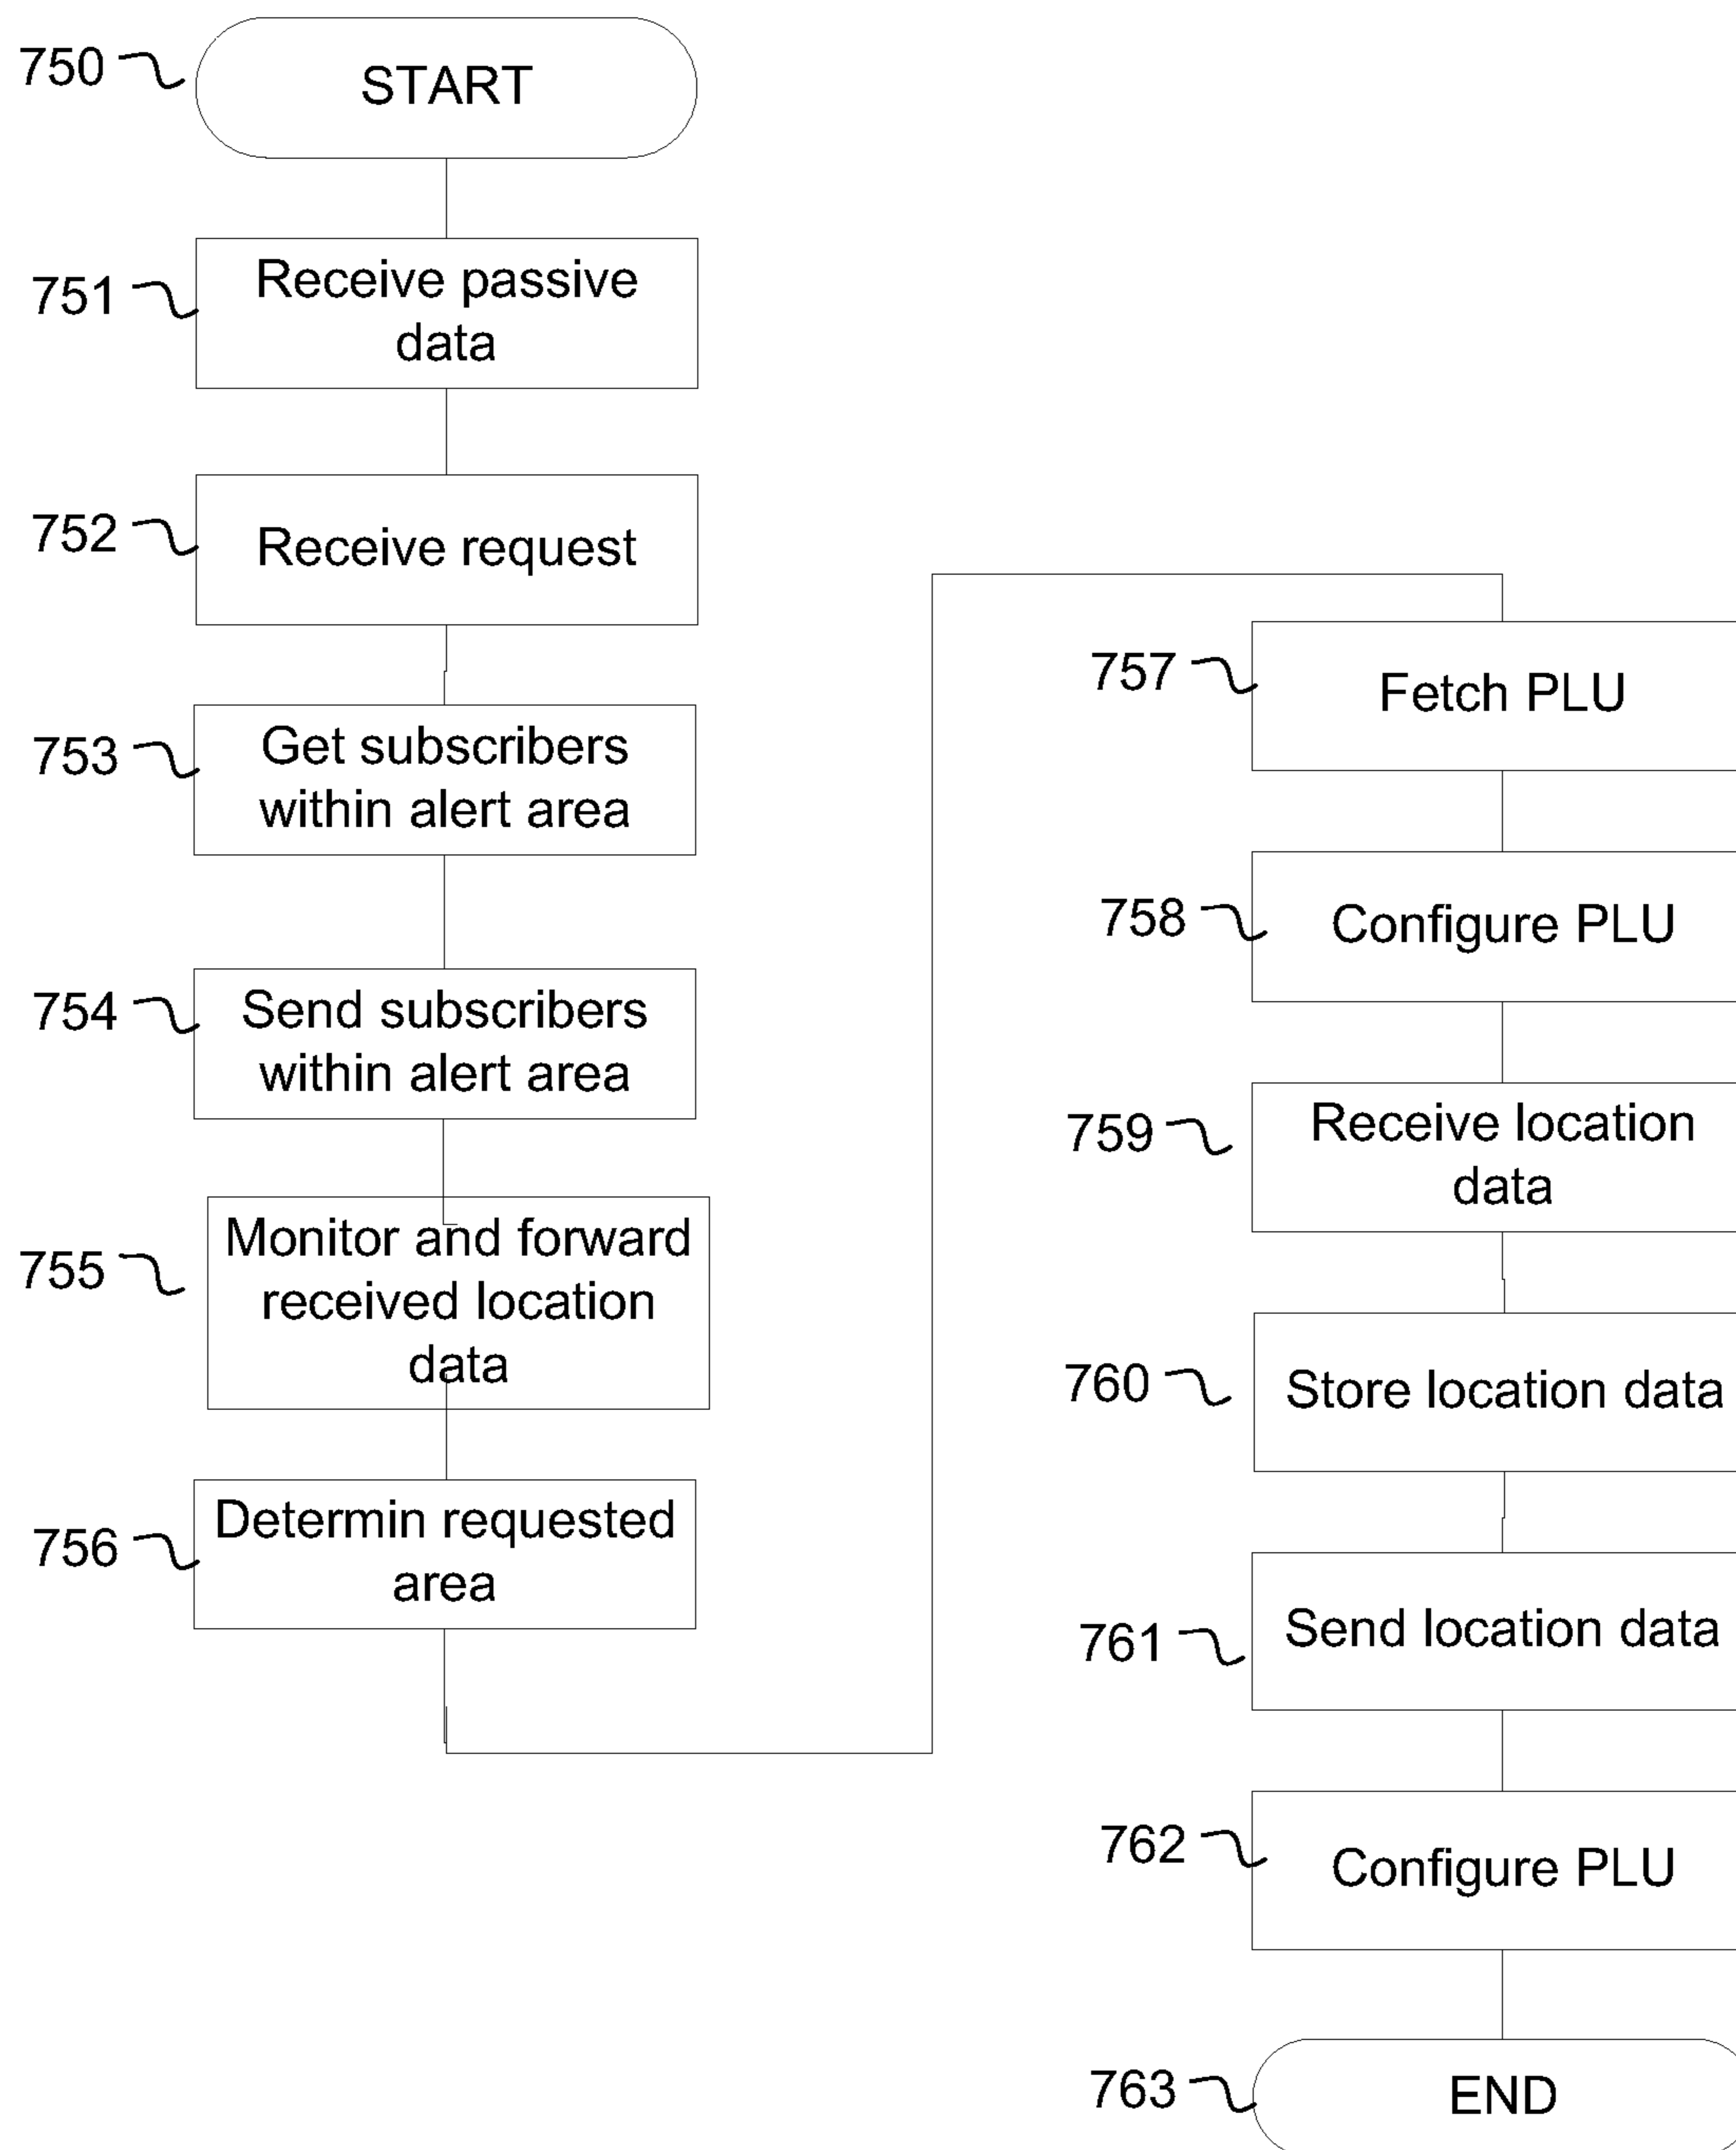 750
START
751
Receive passive
data
752
Receive request
753
Get subscribers
within alert area
754
Send subscribers
within alert area
755
Monitor and forward
received location
data
756
Determin requested
area
757
Fetch PLU
758
Configure PLU
759
Receive location
data
760
Store location data
761
Send location data
762
Configure PLU
763
END